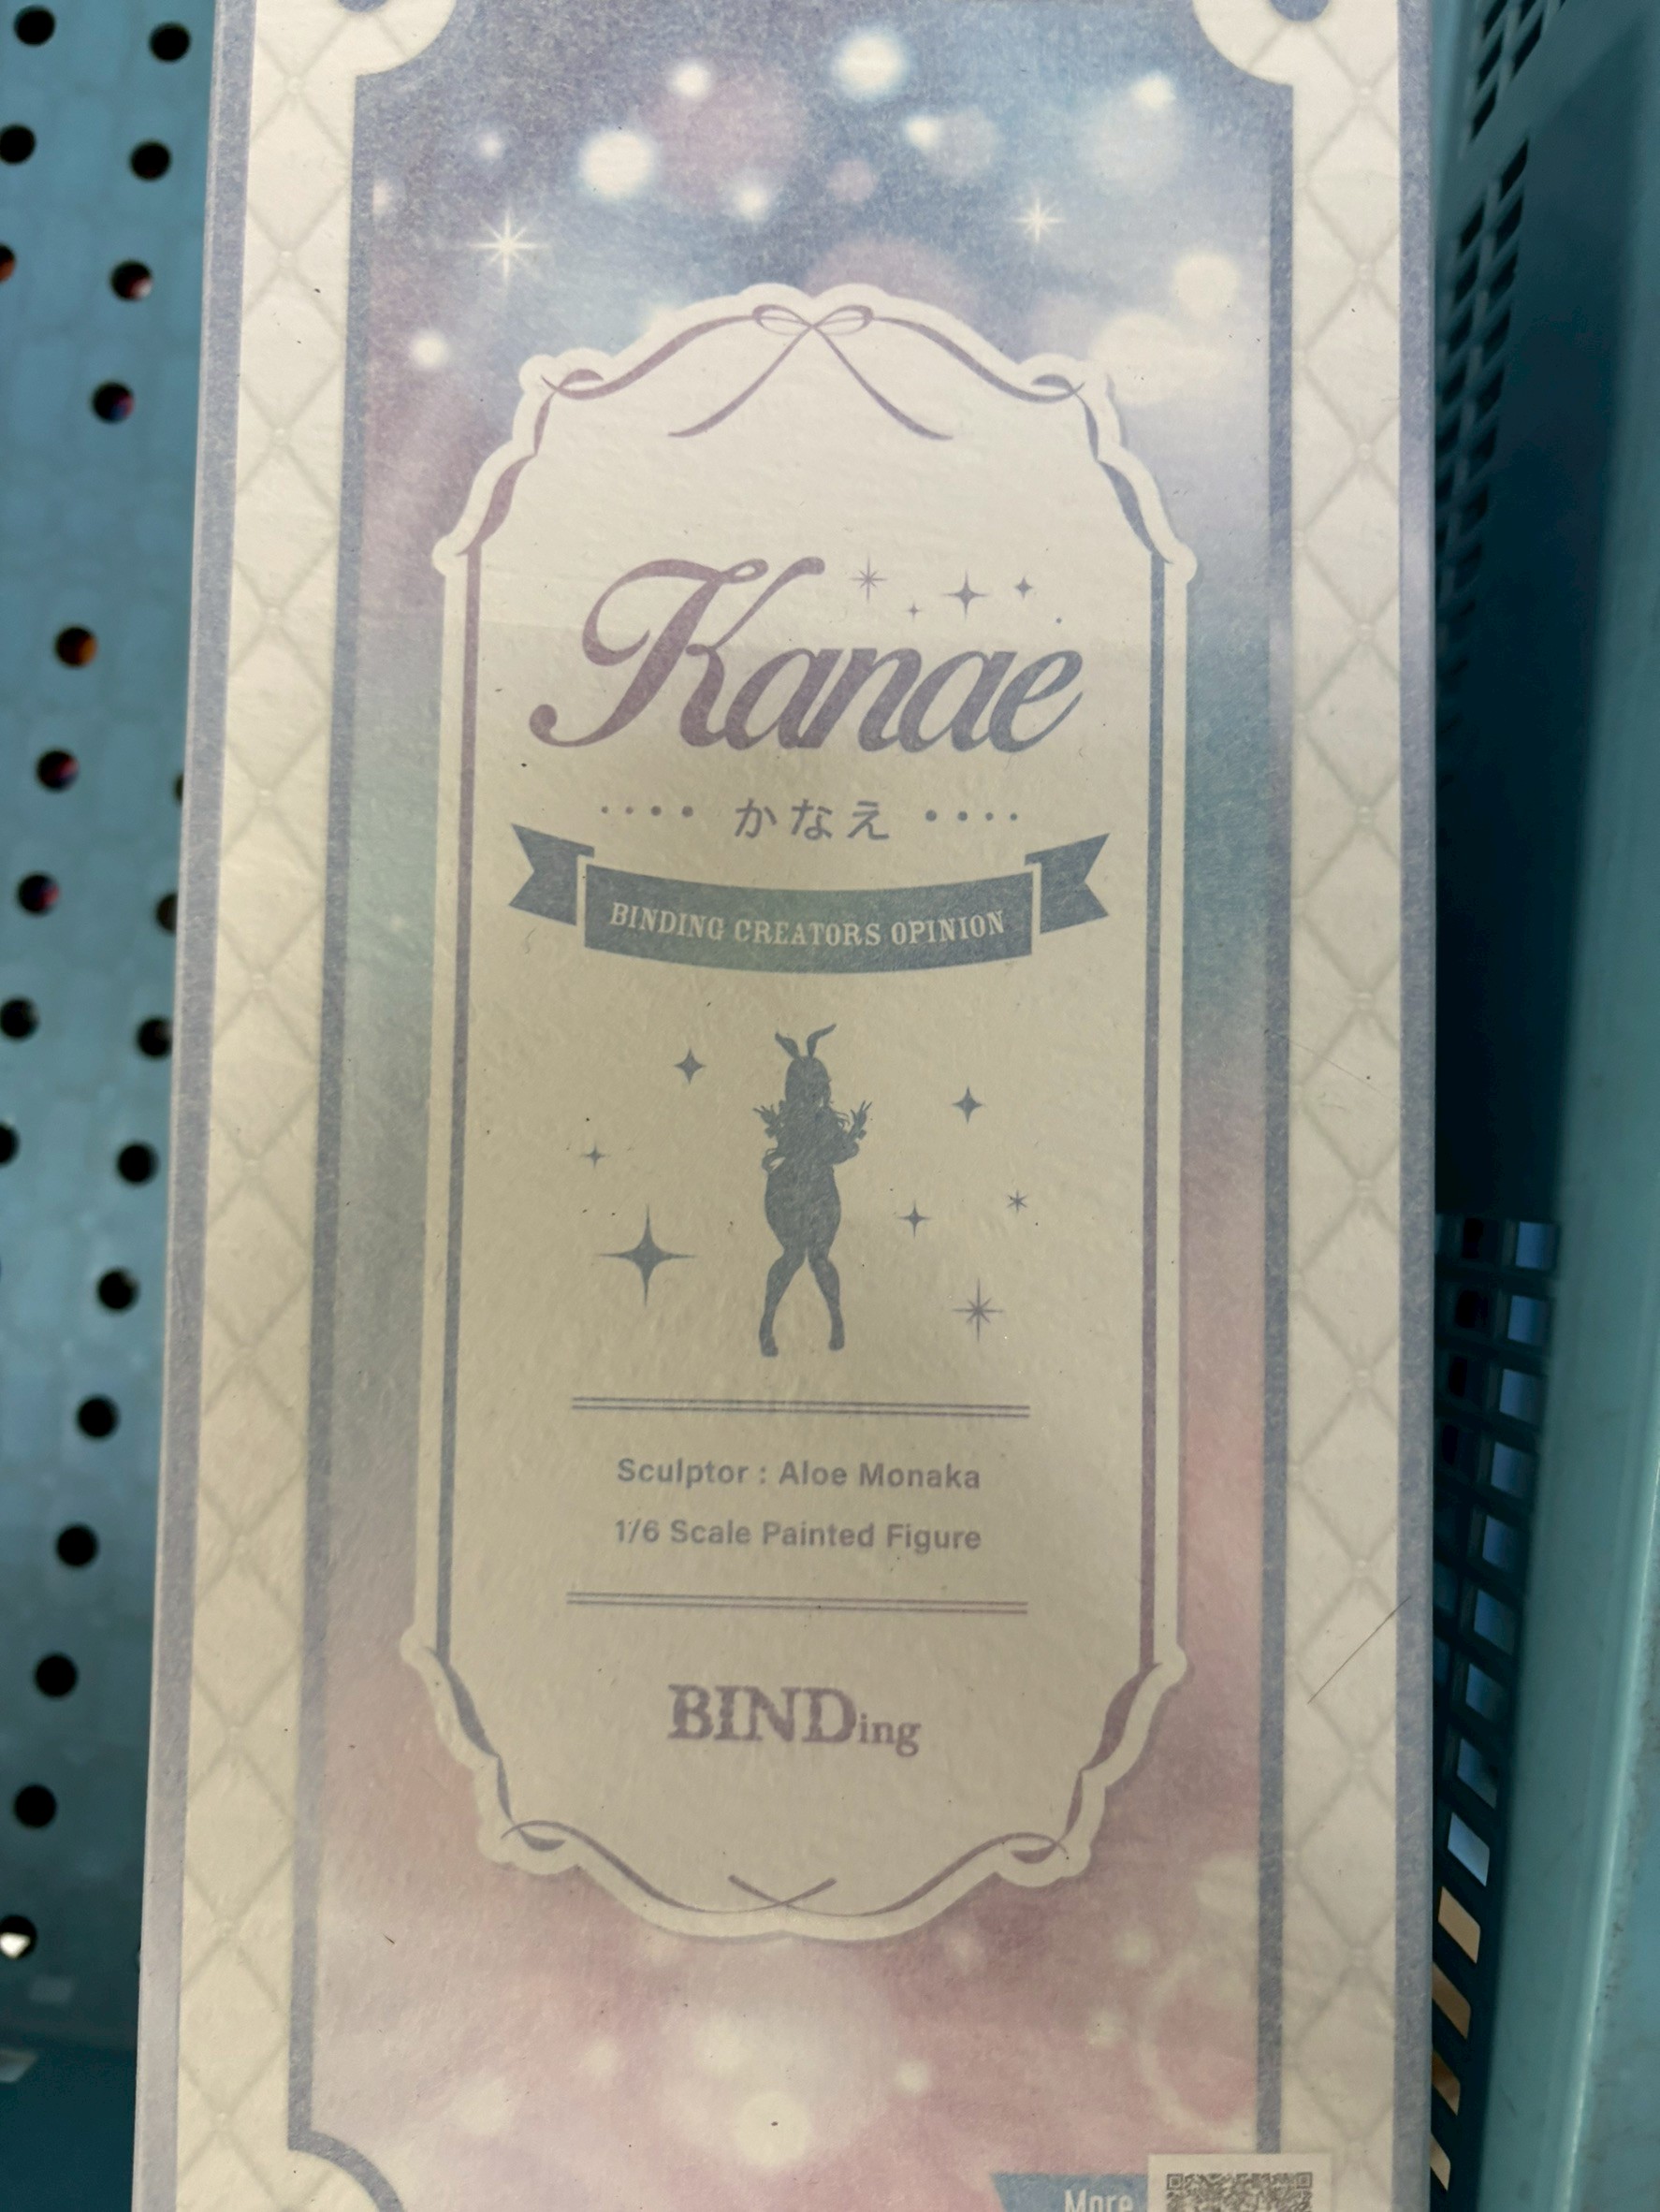 Kanae
かなえ
BINDING CREATORS OPINION
Sculptor : Aloe Monaka
1/6 Scale Painted Figure
BINDing
More